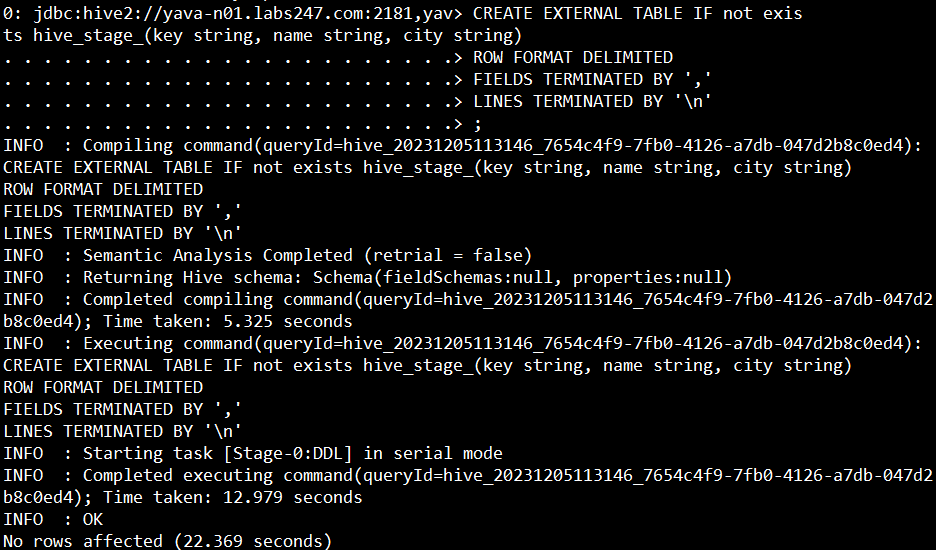 0: jdbc:hive2://yava-n01.labs247.com:2181,yav> CREATE EXTERNAL TABLE IF not exis
ts hive_stage_(key string, name string, city string)
. . . . . . . . . . . . . . . . . . . . . . .> ROW FORMAT DELIMITED
. . . . . . . . . . . . . . . . . . . . . . .> FIELDS TERMINATED BY ','
. . . . . . . . . . . . . . . . . . . . . . .> LINES TERMINATED BY '\n'
. . . . . . . . . . . . . . . . . . . . . . .> ;
INFO  : Compiling command(queryId=hive_20231205113146_7654c4f9-7fb0-4126-a7db-047d2b8c0ed4):
CREATE EXTERNAL TABLE IF not exists hive_stage_(key string, name string, city string)
ROW FORMAT DELIMITED
FIELDS TERMINATED BY ','
LINES TERMINATED BY '\n'
INFO  : Semantic Analysis Completed (retrial = false)
INFO  : Returning Hive schema: Schema(fieldSchemas:null, properties:null)
INFO  : Completed compiling command(queryId=hive_20231205113146_7654c4f9-7fb0-4126-a7db-047d2
b8c0ed4); Time taken: 5.325 seconds
INFO  : Executing command(queryId=hive_20231205113146_7654c4f9-7fb0-4126-a7db-047d2b8c0ed4):
CREATE EXTERNAL TABLE IF not exists hive_stage_(key string, name string, city string)
ROW FORMAT DELIMITED
FIELDS TERMINATED BY ','
LINES TERMINATED BY '\n'
INFO  : Starting task [Stage-0:DDL] in serial mode
INFO  : Completed executing command(queryId=hive_20231205113146_7654c4f9-7fb0-4126-a7db-047d2
b8c0ed4); Time taken: 12.979 seconds
INFO  : OK
No rows affected (22.369 seconds)